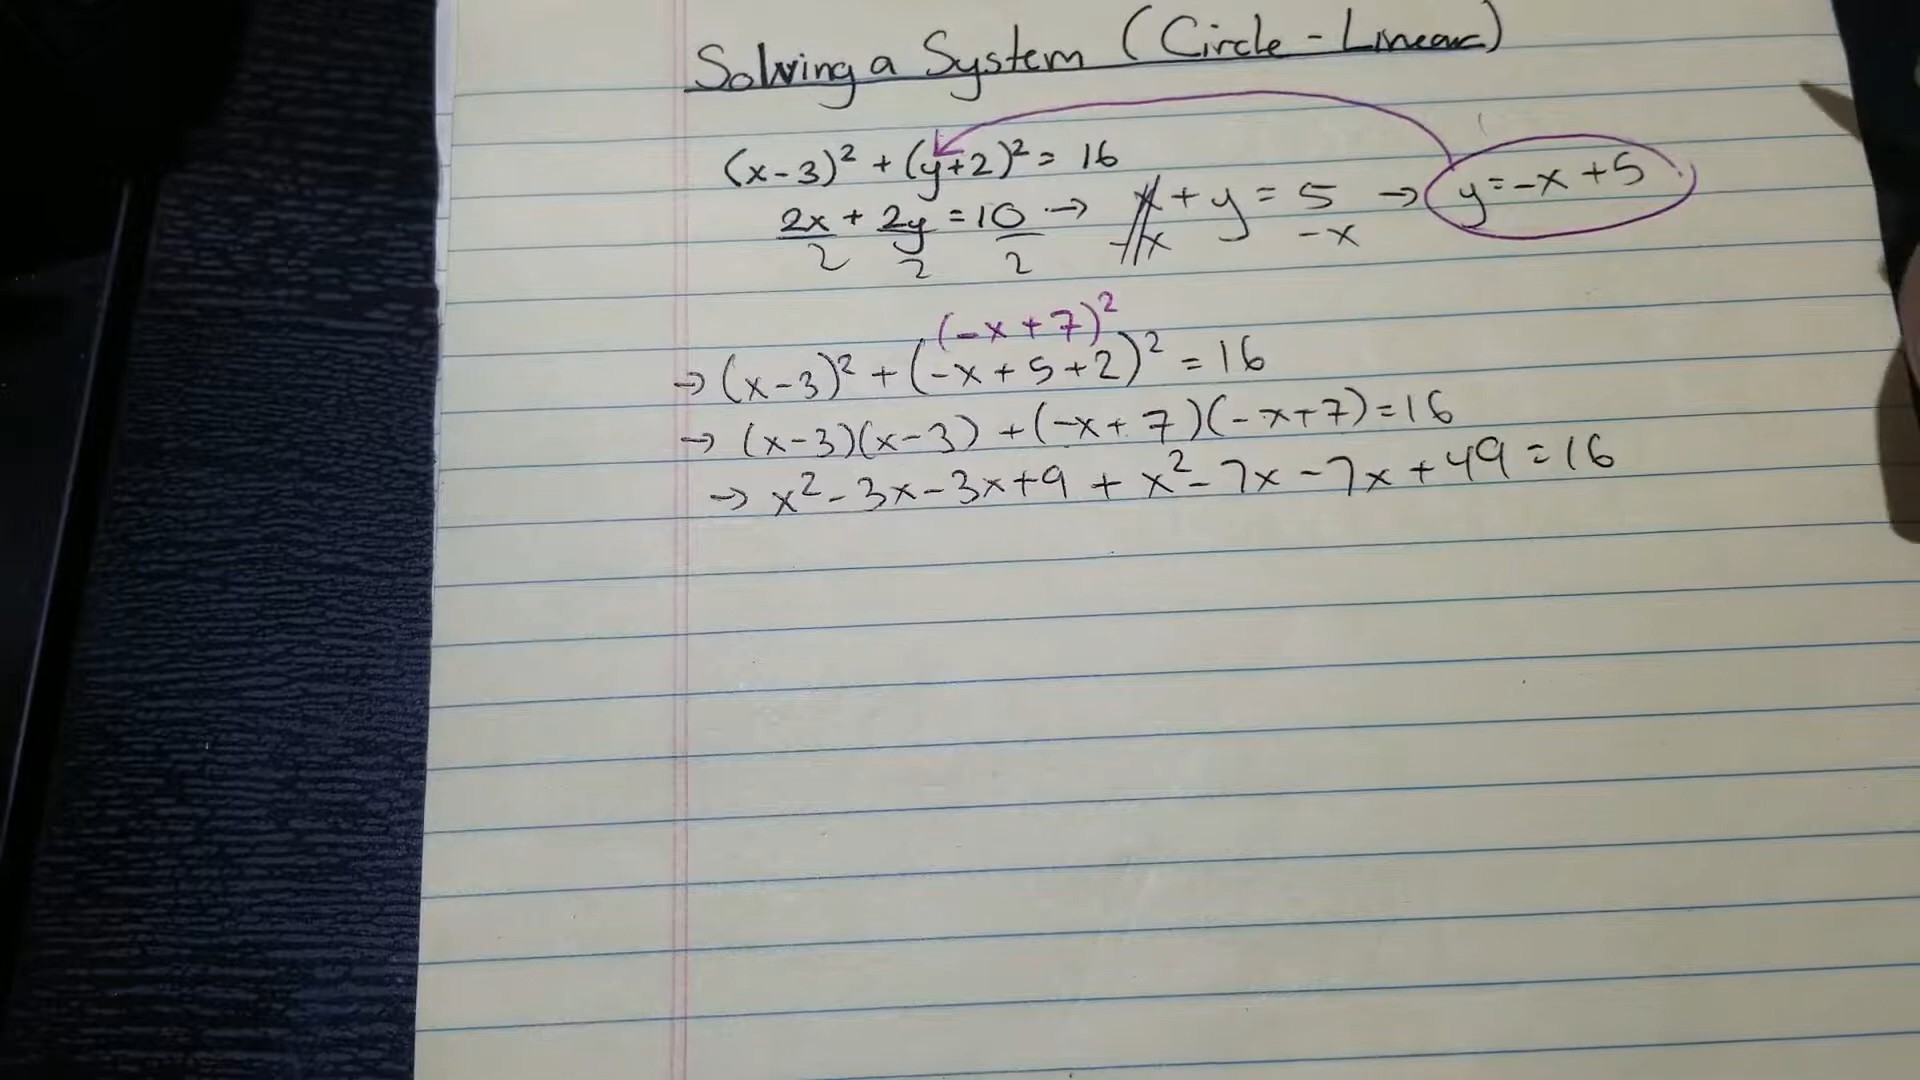 Solving a System (Circle - Linear)
(x-3)² + (y+2)² = 16
2x/2 + 2y/2 = 10/2 → x + y = 5 → y = -x + 5
-x -x
(-x + 7)²
→ (x-3)² + (-x + 5 + 2)² = 16
→ (x-3)(x-3) + (-x + 7)(-x+7) = 16
→ x² - 3x - 3x + 9 + x² - 7x - 7x + 49 = 16